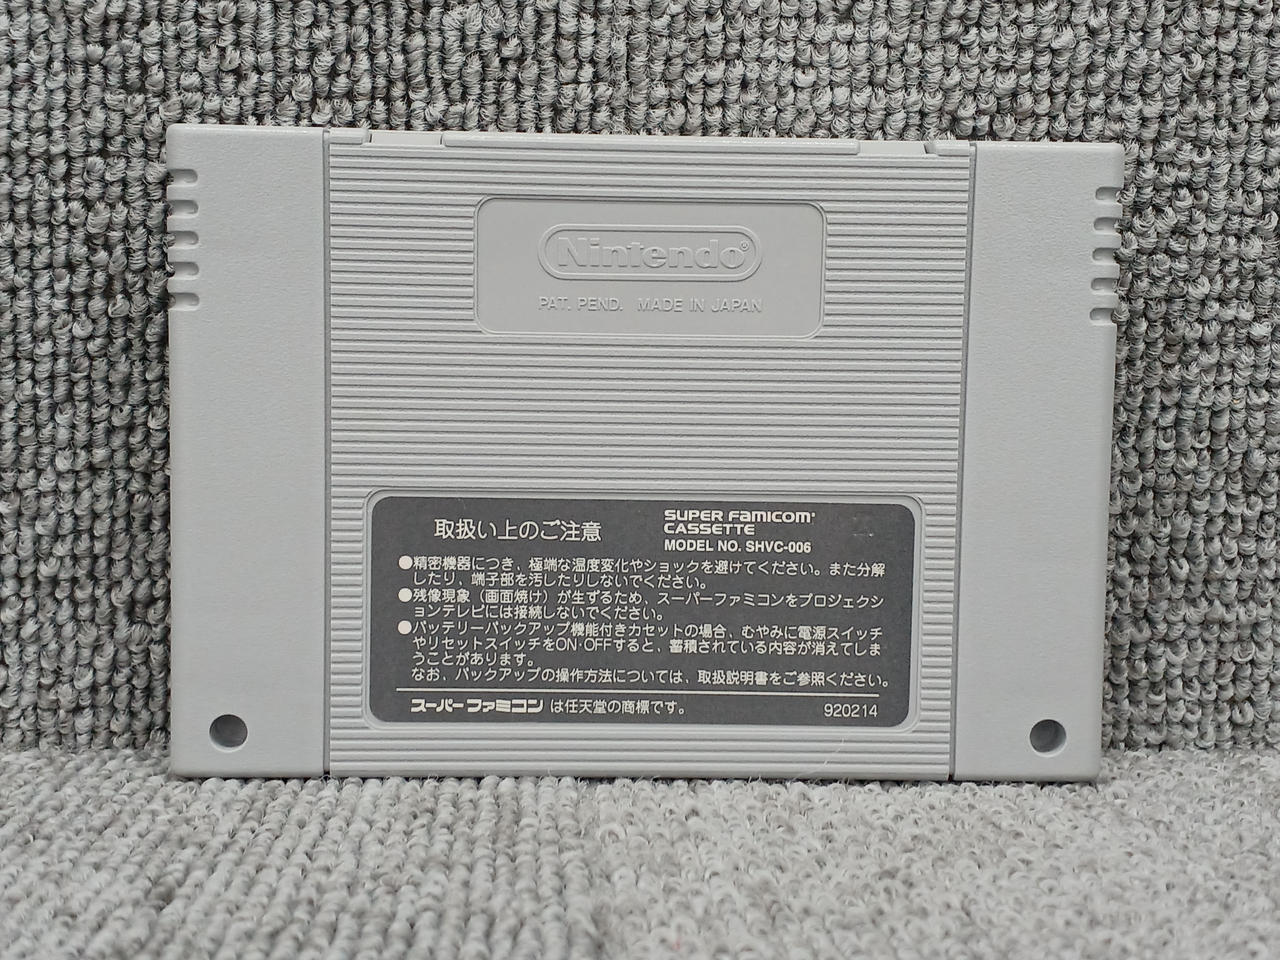 Nintendo®
PAT. PEND. MADE IN JAPAN
取扱い上のご注意
SUPER FAMICOM
CASSETTE
MODEL NO. SHVC-006
●精密機器につき、極端な温度変化やショックを避けてください。また分解
したり、端子部を汚したりしないでください。
●残像現象（画面焼け）が生ずるため、スーパーファミコンをプロジェクシ
ョンテレビには接続しないでください。
●バッテリーバックアップ機能付きカセットの場合、むやみに電源スイッチ
やリセットスイッチをON・OFFすると、蓄積されている内容が消えてしま
うことがあります。
なお、バックアップの操作方法については、取扱説明書をご参照ください。
スーパーファミコンは任天堂の商標です。
920214